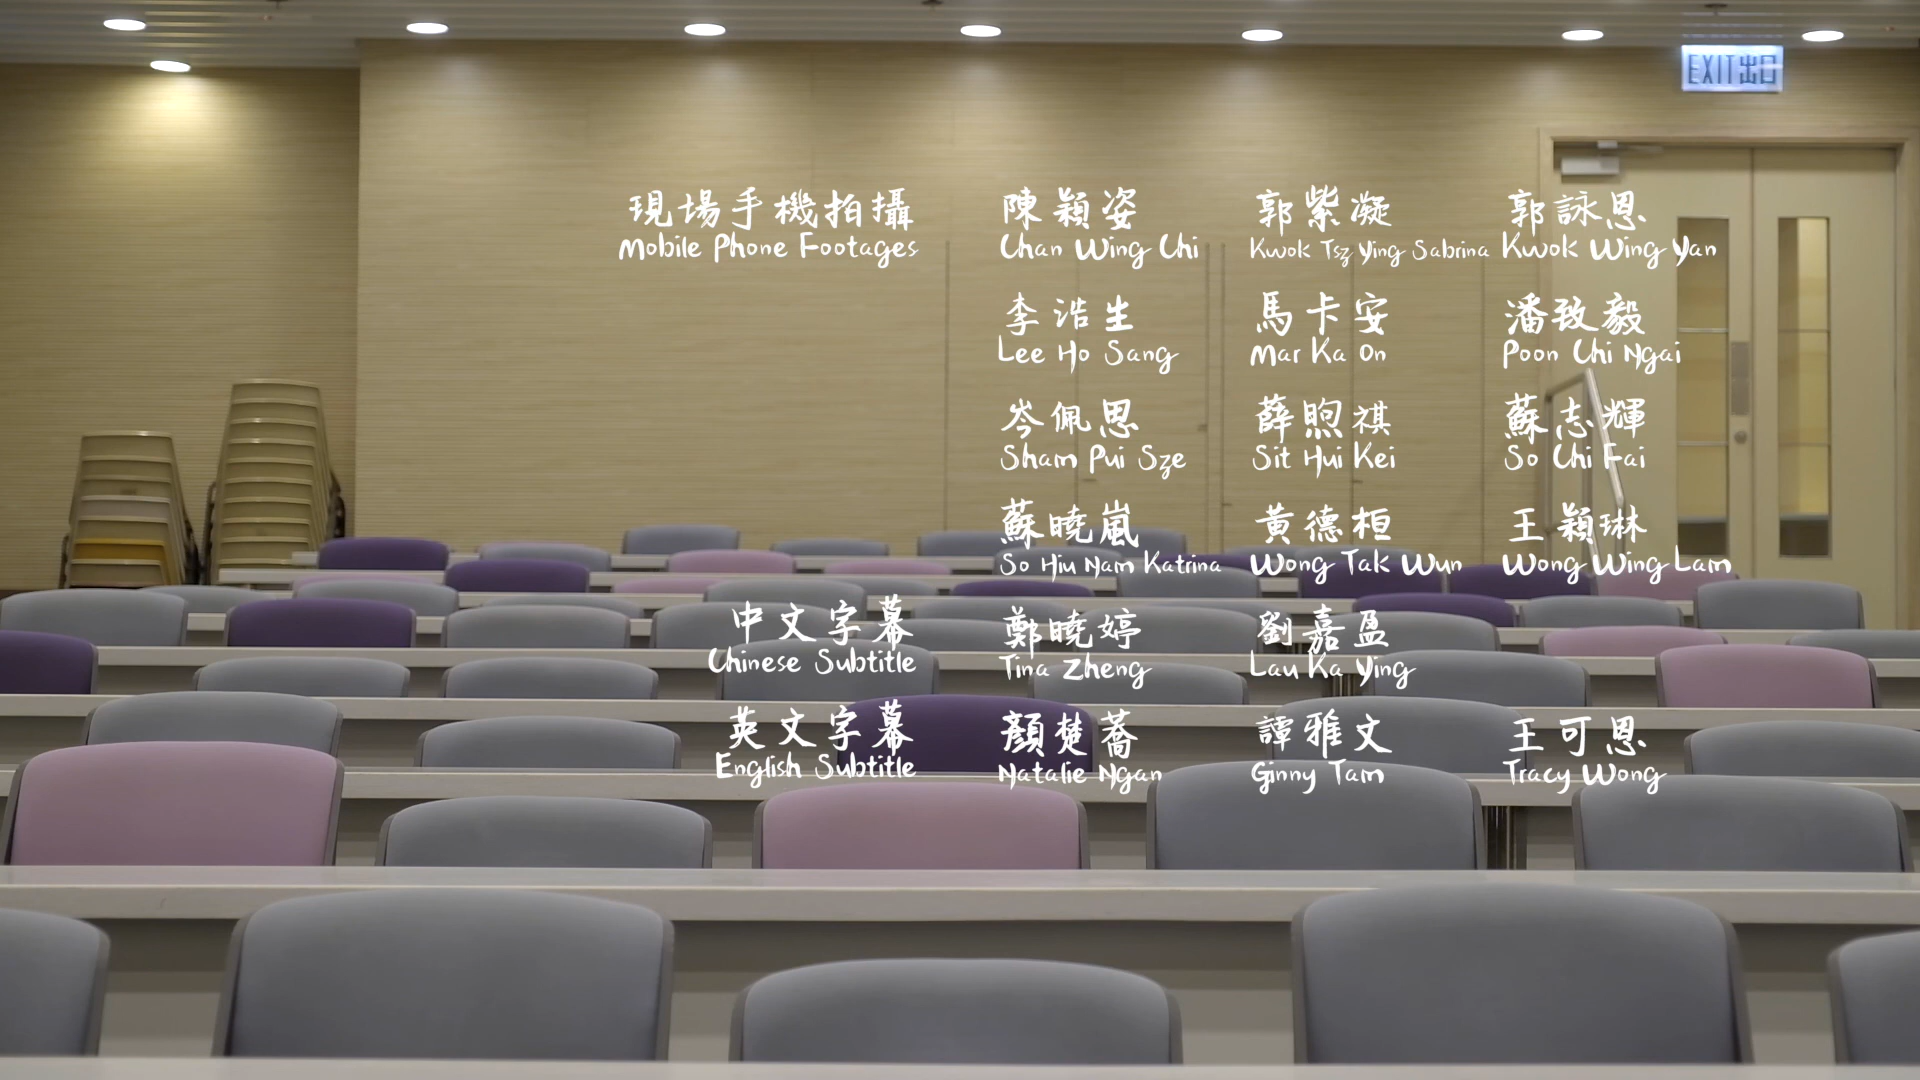 EXIT出口
現場手機拍攝 陳穎姿 郭紫凝 郭詠恩
Mobile Phone Footages Chan Wing Chi Kwok Tsz Ying Sabrina Kwok Wing Yan
李浩生 馬卡安 潘致毅
Lee Ho Sang Mar Ka On Poon Chi Ngai
岑佩思 薛煦祺 蘇志輝
Sham Pui Sze Sit Hui Kei So Chi Fai
蘇曉嵐 黃德桓 王穎琳
So Hiu Nam Katrina Wong Tak Wun Wong Wing Lam
中文字幕 鄭曉婷 劉嘉盈
Chinese Subtitle Tina Zheng Lau Ka Ying
英文字幕 顏楚蕎 譚雅文 王可恩
English Subtitle Natalie Ngan Ginny Tam Tracy Wong